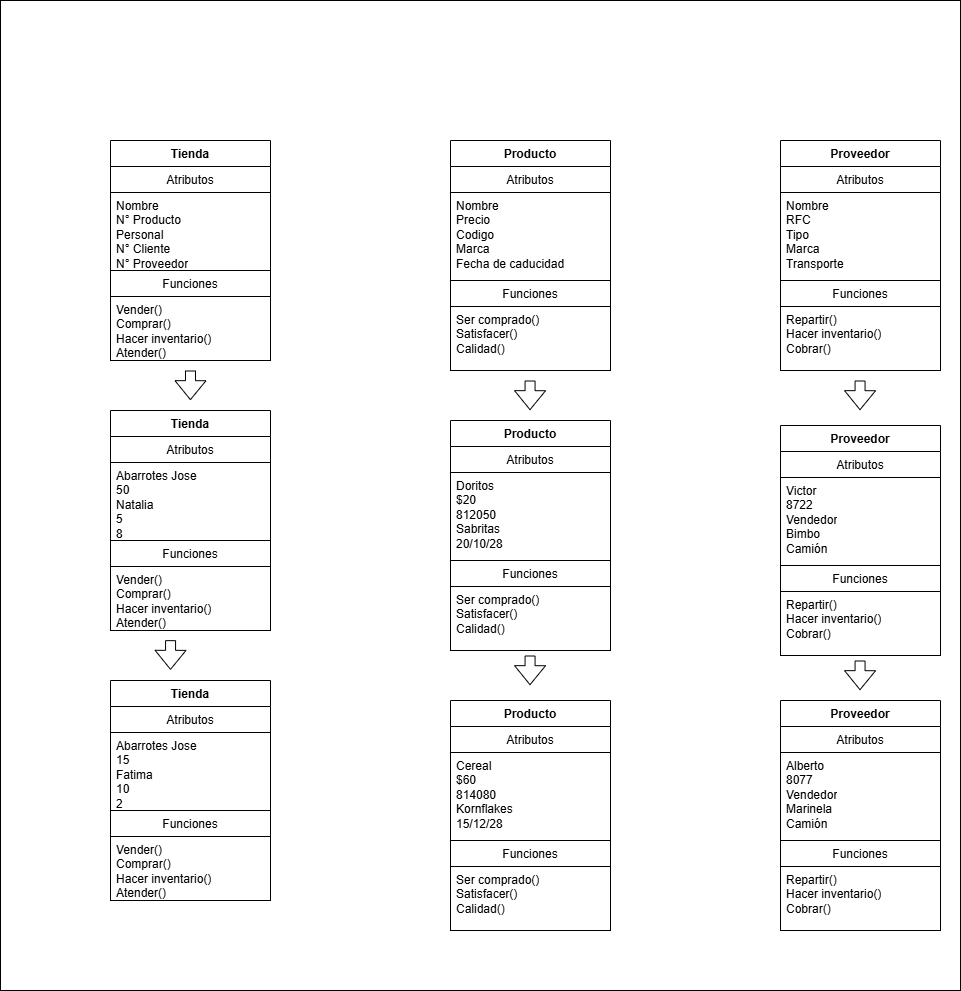 Tienda
Atributos
Nombre
N° Producto
Personal
N° Cliente
N° Proveedor
Funciones
Vender()
Comprar()
Hacer inventario()
Atender()
Tienda
Atributos
Abarrotes Jose
50
Natalia
5
8
Funciones
Vender()
Comprar()
Hacer inventario()
Atender()
Tienda
Atributos
Abarrotes Jose
15
Fatima
10
2
Funciones
Vender()
Comprar()
Hacer inventario()
Atender()
Producto
Atributos
Nombre
Precio
Codigo
Marca
Fecha de caducidad
Funciones
Ser comprado()
Satisfacer()
Calidad()
Producto
Atributos
Doritos
$20
812050
Sabritas
20/10/28
Funciones
Ser comprado()
Satisfacer()
Calidad()
Producto
Atributos
Cereal
$60
814080
Kornflakes
15/12/28
Funciones
Ser comprado()
Satisfacer()
Calidad()
Proveedor
Atributos
Nombre
RFC
Tipo
Marca
Transporte
Funciones
Repartir()
Hacer inventario()
Cobrar()
Proveedor
Atributos
Victor
8722
Vendedor
Bimbo
Camión
Funciones
Repartir()
Hacer inventario()
Cobrar()
Proveedor
Atributos
Alberto
8077
Vendedor
Marinela
Camión
Funciones
Repartir()
Hacer inventario()
Cobrar()